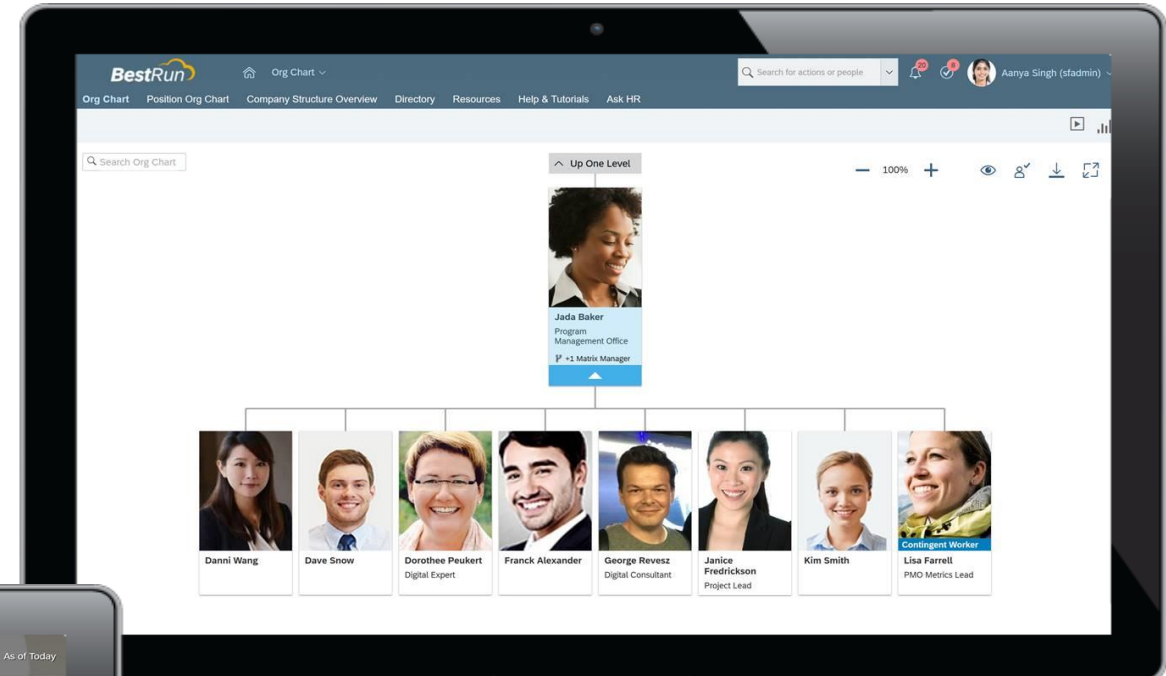 BestRun
Org Chart
Search for actions or people
20
8
Aanya Singh (sfadmin)
Org Chart Position Org Chart Company Structure Overview Directory Resources Help & Tutorials Ask HR
Search Org Chart
Up One Level
100%
Jada Baker
Program
Management Office
+1 Matrix Manager
Contingent Worker
Danni Wang
Dave Snow
Dorothee Peukert
Digital Expert
Franck Alexander
George Revesz
Digital Consultant
Janice
Fredrickson
Project Lead
Kim Smith
Lisa Farrell
PMO Metrics Lead
As of Today